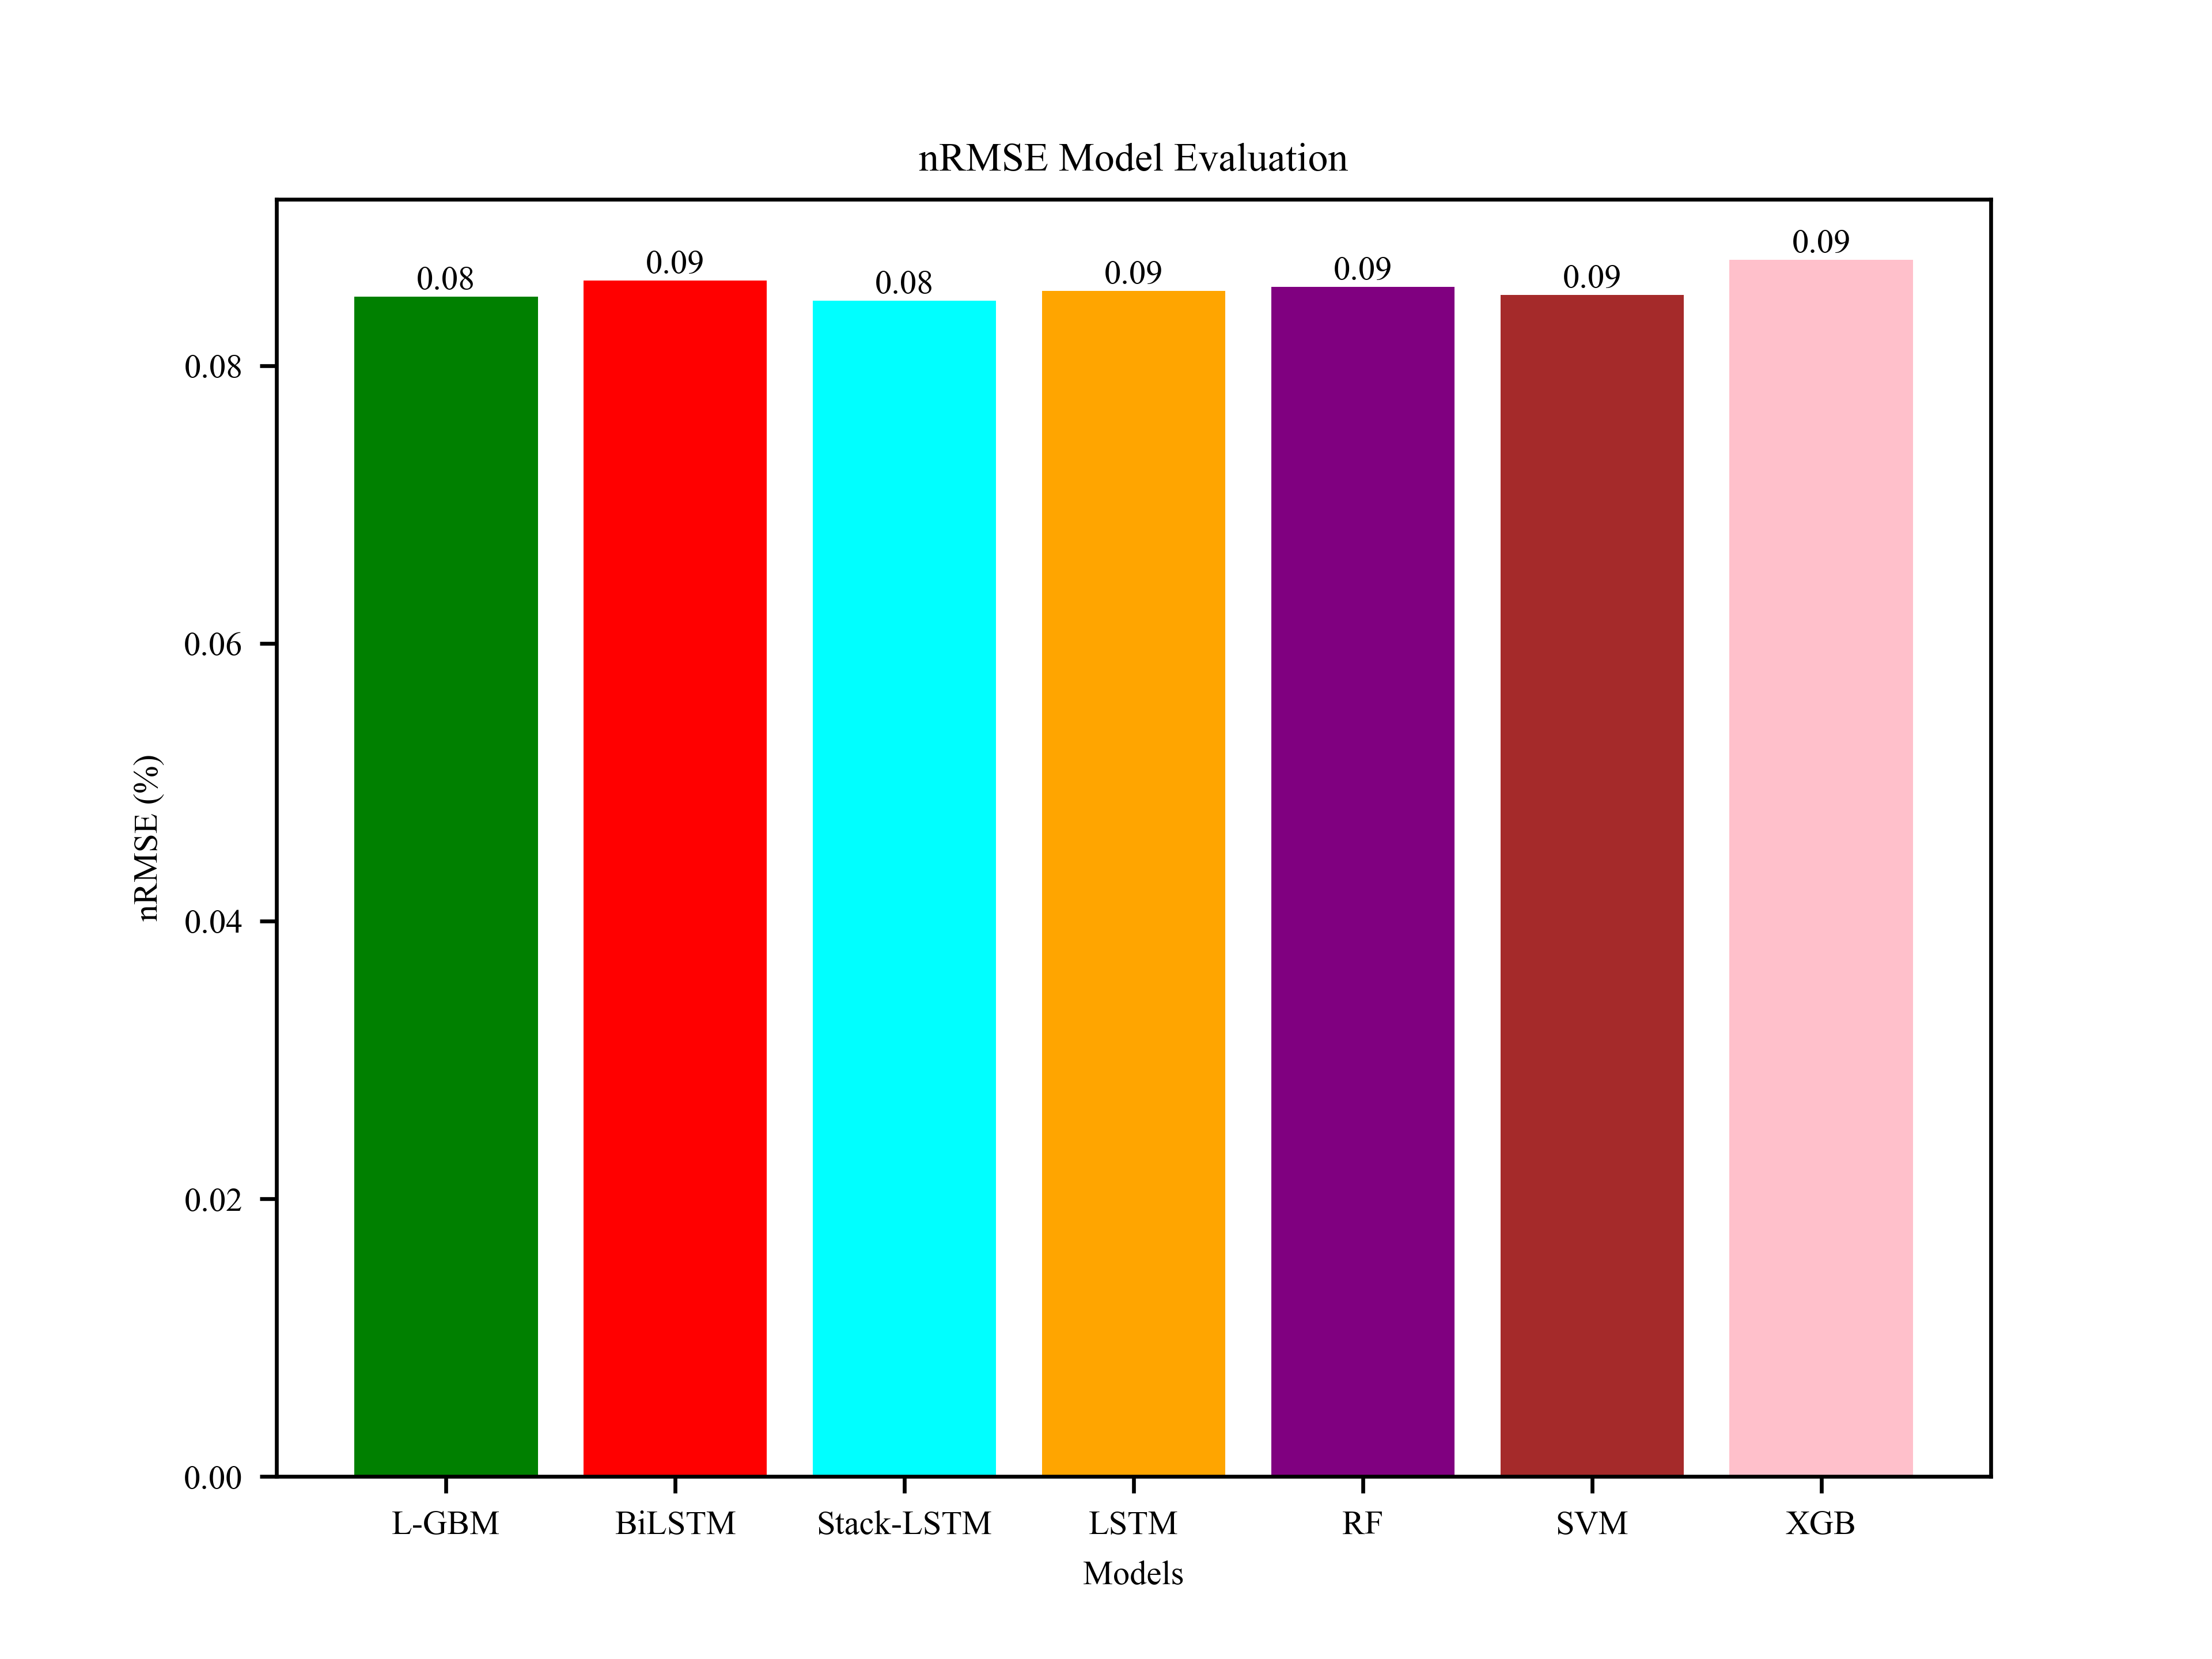 nRMSE Model Evaluation
0.08 0.09 0.08 0.09 0.09 0.09 0.09
0.08
0.06
0.04
0.02
0.00
nRMSE (%)
L-GBM BiLSTM Stack-LSTM LSTM RF SVM XGB
Models